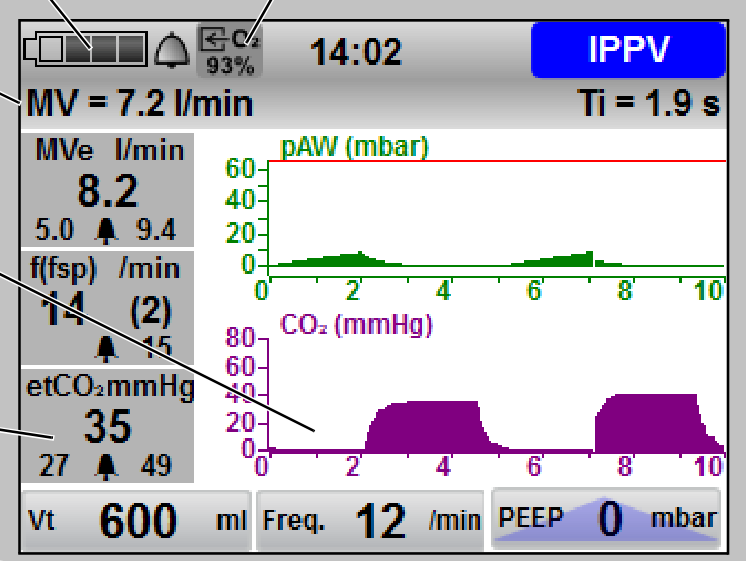 O₂
93%
14:02
IPPV
MV = 7.2 l/min
Ti = 1.9 s
MVe l/min
8.2
5.0 9.4
pAW (mbar)
60
40
20
0
0 2 4 6 8 10
f(fsp) /min
14 (2)
15
CO₂ (mmHg)
80
60
40
20
0
0 2 4 6 8 10
etCO₂mmHg
35
27 49
Vt 600 ml
Freq. 12 /min
PEEP 0 mbar